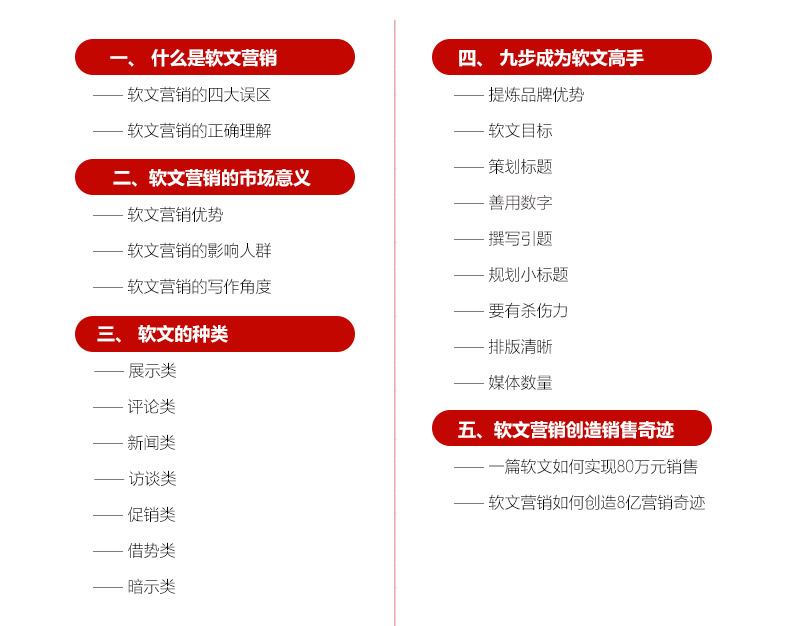 一、 什么是软文营销
软文营销的四大误区
软文营销的正确理解
二、软文营销的市场意义
软文营销优势
软文营销的影响人群
软文营销的写作角度
三、 软文的种类
展示类
评论类
新闻类
访谈类
促销类
借势类
暗示类
四、 九步成为软文高手
提炼品牌优势
软文目标
策划标题
善用数字
撰写引题
规划小标题
要有杀伤力
排版清晰
媒体数量
五、软文营销创造销售奇迹
一篇软文如何实现80万元销售
软文营销如何创造8亿营销奇迹